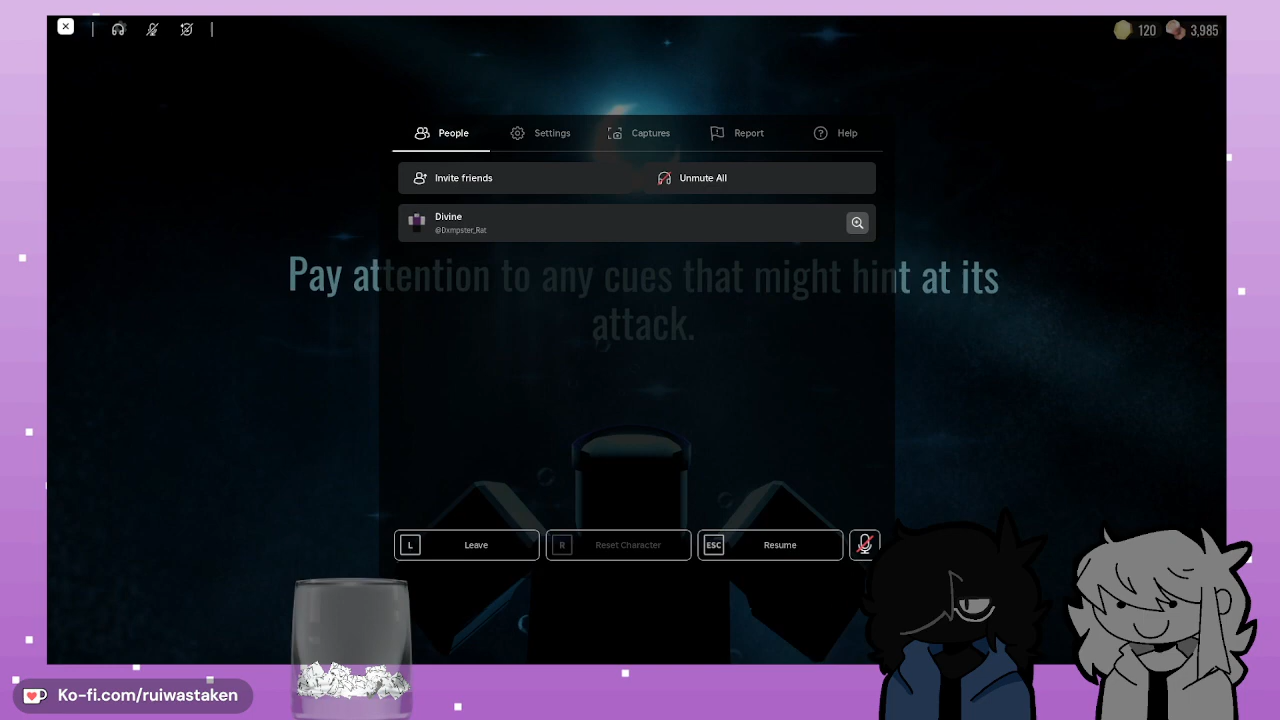 120 3,985
People Settings Captures Report Help
Invite friends Unmute All
Divine
@Dxmpster_Rat
Pay attention to any cues that might hint at its
attack.
L Leave R Reset Character ESC Resume
Ko-fi.com/ruiwastaken